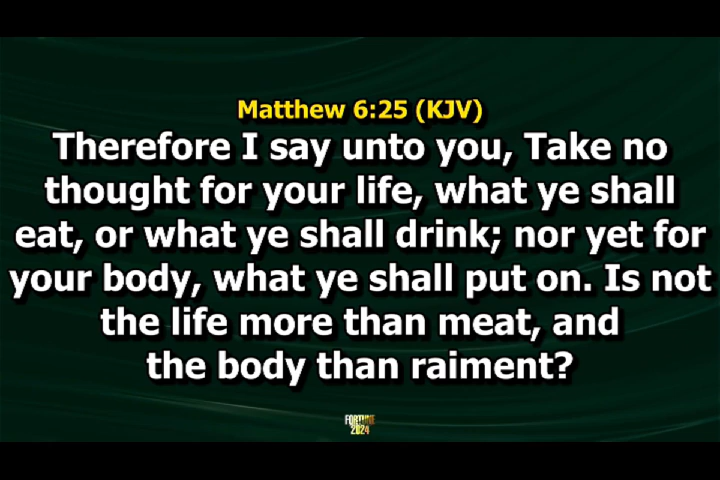 Matthew 6:25 (KJV)
Therefore I say unto you, Take no
thought for your life, what ye shall
eat, or what ye shall drink; nor yet for
your body, what ye shall put on. Is not
the life more than meat, and
the body than raiment?
FORTUNE
2024